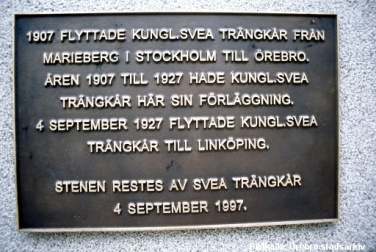 1907 FLYTTADE KUNGL.SVEA TRÄNGKÅR FRÅN
MARIEBERG I STOCKHOLM TILL ÖREBRO.
ÅREN 1907 TILL 1927 HADE KUNGL.SVEA
TRÄNGKÅR HÄR SIN FÖRLÄGGNING.
4 SEPTEMBER 1927 FLYTTADE KUNGL.SVEA
TRÄNGKÅR TILL LINKÖPING.
STENEN RESTES AV SVEA TRÄNGKÅR
4 SEPTEMBER 1997.
Bildkälla: Örebro stadsarkiv